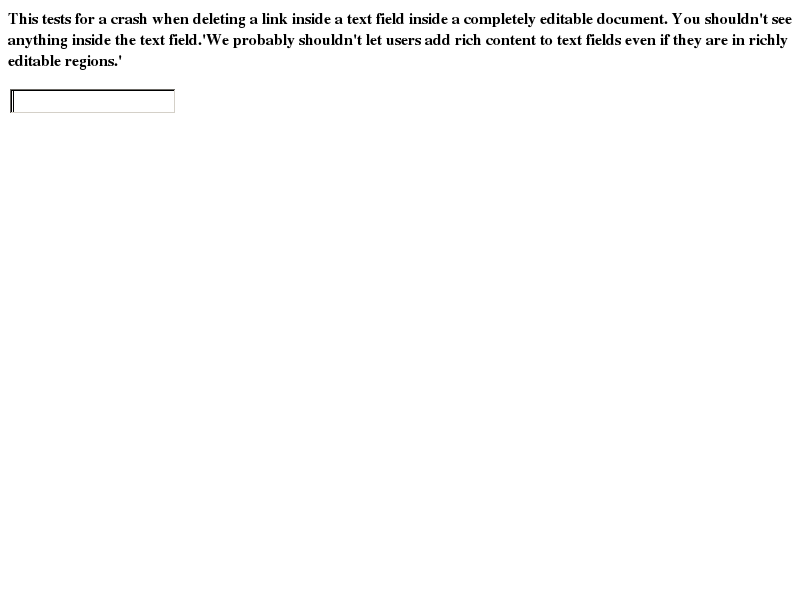 This tests for a crash when deleting a link inside a text field inside a completely editable document. You shouldn't see
anything inside the text field.'We probably shouldn't let users add rich content to text fields even if they are in richly
editable regions.'